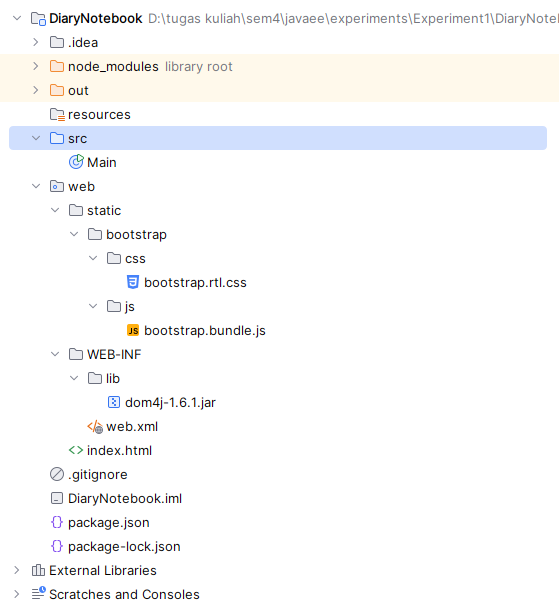 DiaryNotebook D:\tugas kuliah\sem4\javaee\experiments\Experiment1\DiaryNote
.idea
node_modules library root
out
resources
src
Main
web
static
bootstrap
css
bootstrap.rtl.css
js
JS bootstrap.bundle.js
WEB-INF
lib
dom4j-1.6.1.jar
web.xml
index.html
.gitignore
DiaryNotebook.iml
package.json
package-lock.json
External Libraries
Scratches and Consoles